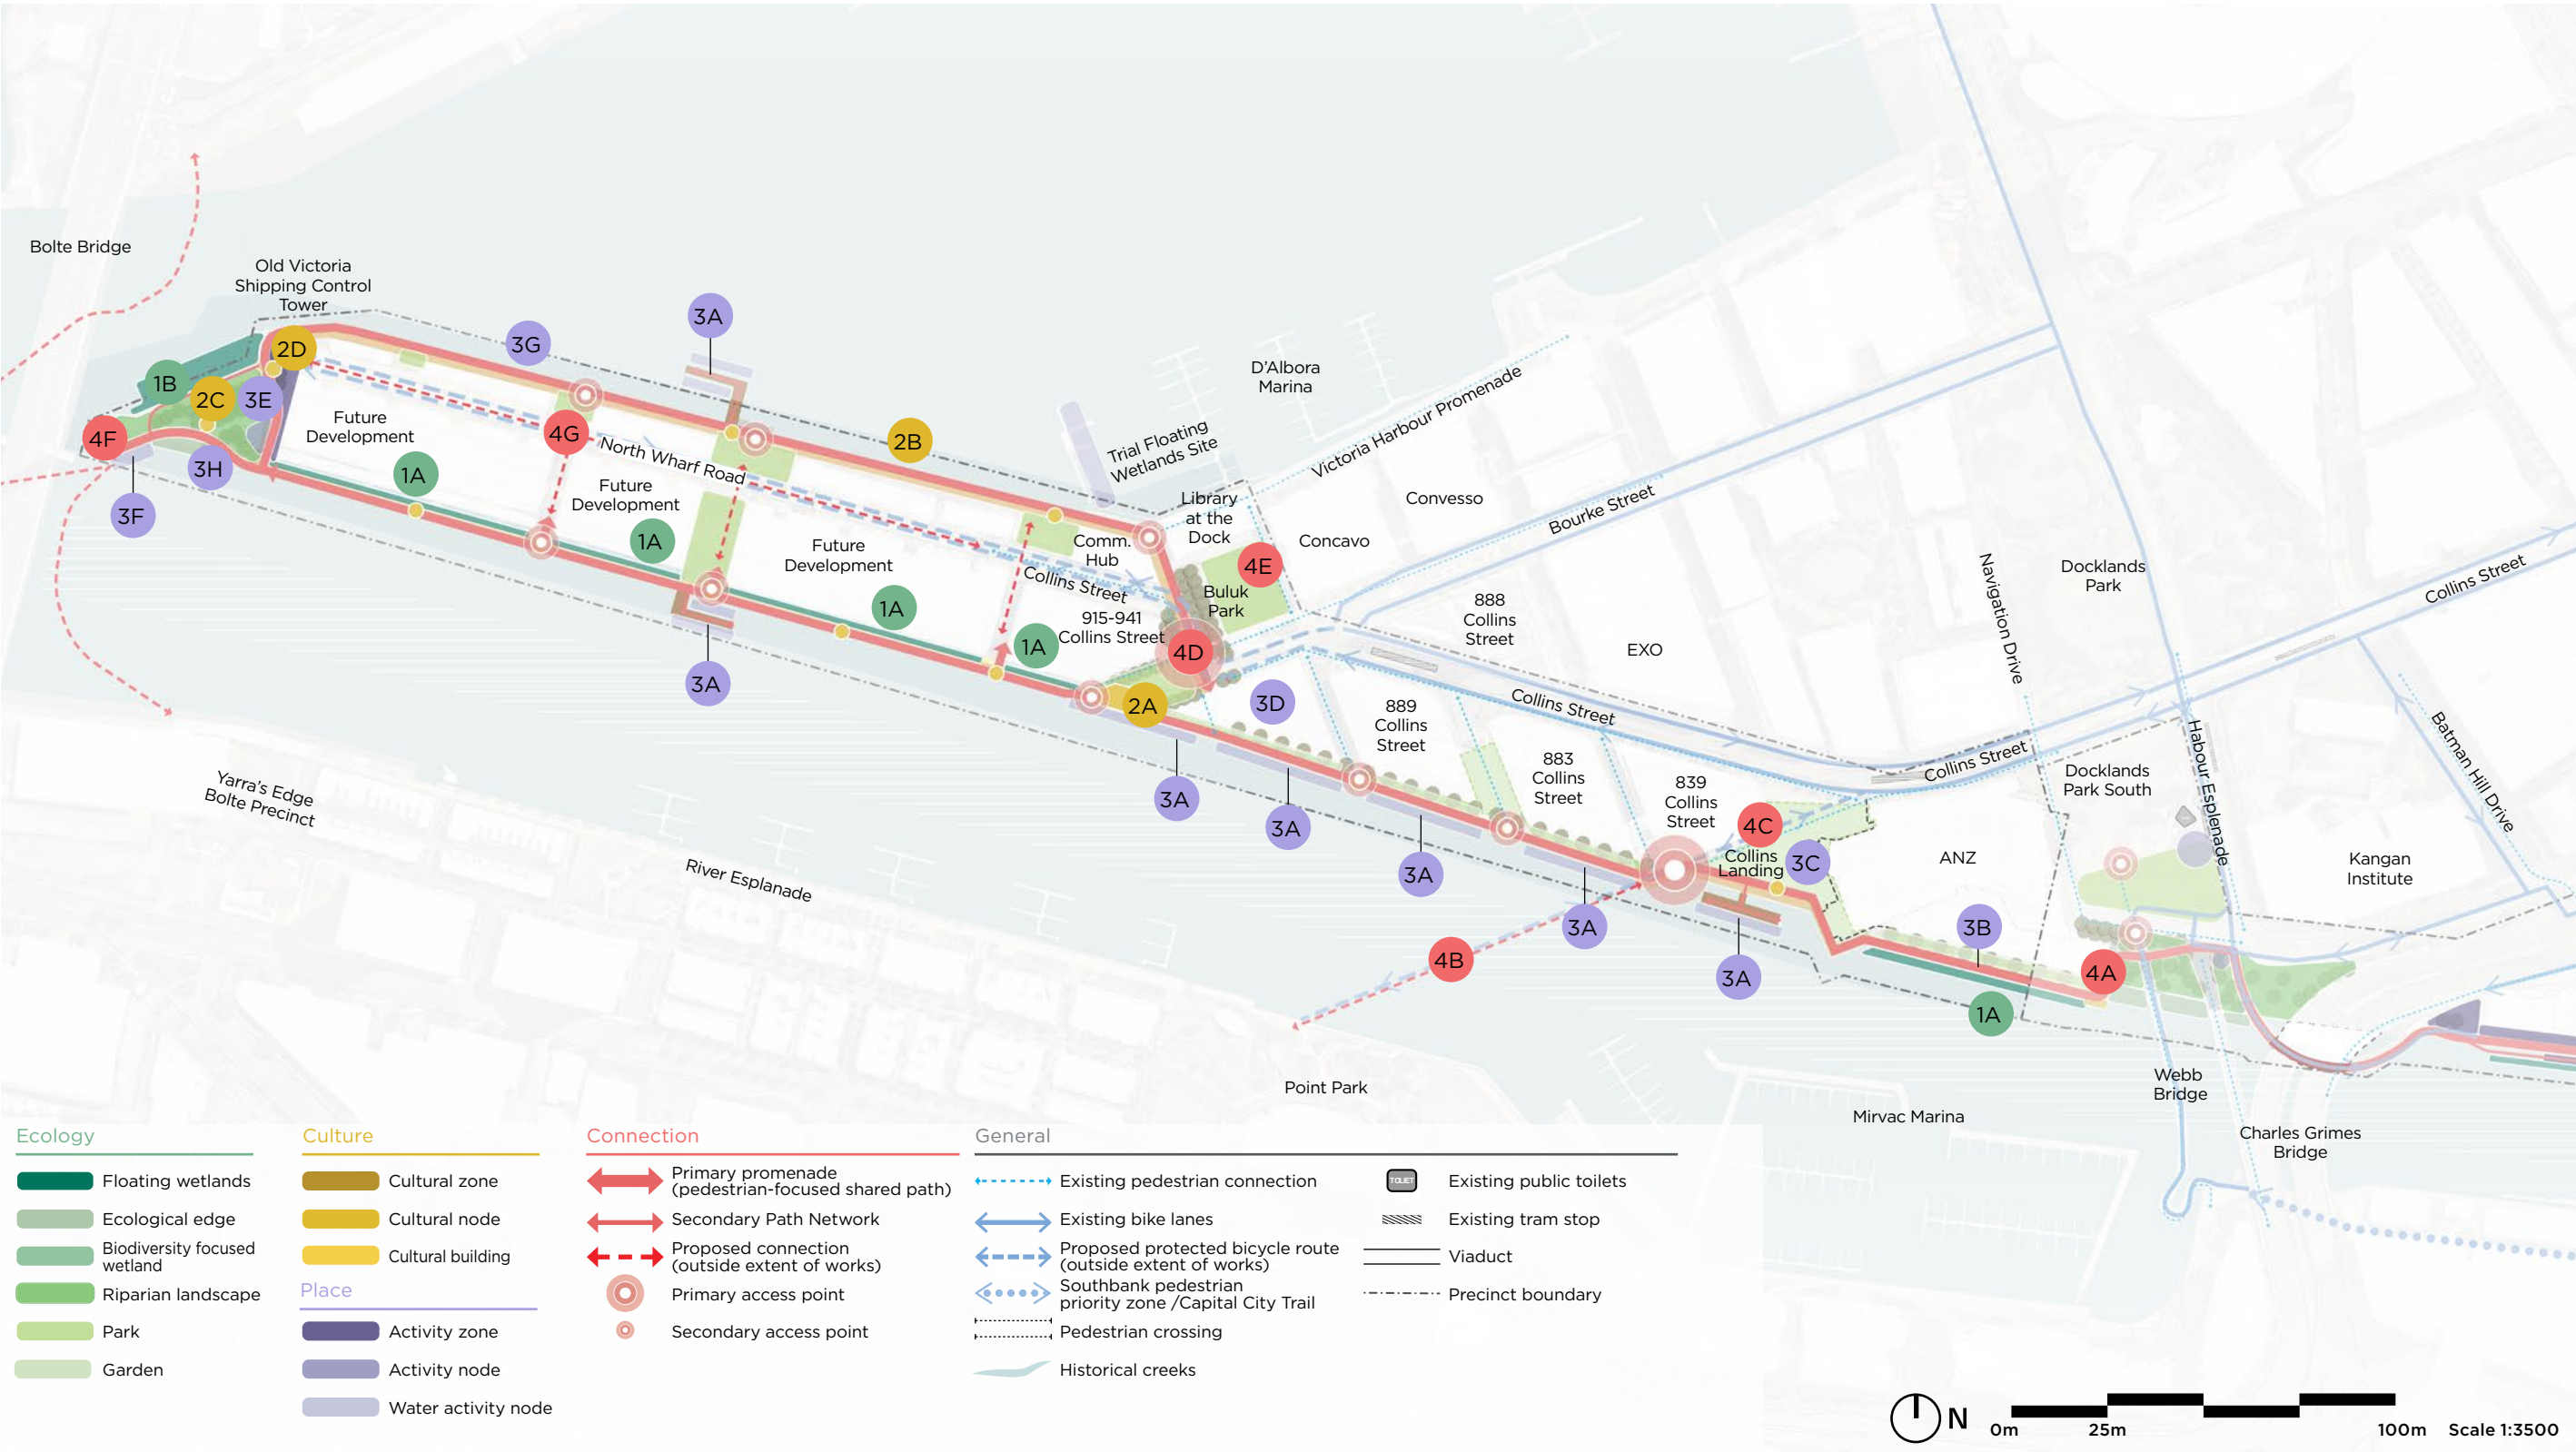 Bolte Bridge
Old Victoria
Shipping Control
Tower
3A
3G
2D
1B
2C
3E
4F
3H
3F
Future
Development
1A
4G
North Wharf Road
Future
Development
1A
2B
D'Albora
Marina
Trial Floating
Wetlands Site
Victoria Harbour Promenade
Library
at the
Dock
Convesso
Concavo
Bourke Street
Comm.
Hub
4E
Buluk
Park
Future
Development
1A
Collins Street
915-941
Collins Street
1A
4D
2A
3D
3A
3A
3A
3A
3A
3A
888
Collins
Street
EXO
Collins Street
889
Collins
Street
883
Collins
Street
839
Collins
Street
4C
Collins
Landing
3C
ANZ
3B
4A
1A
4B
Navigation Drive
Docklands
Park
Collins Street
Collins Street
Docklands
Park South
Habour Esplenade
Batman Hill Drive
Kangan
Institute
Yarra's Edge
Bolte Precinct
River Esplanade
Point Park
Mirvac Marina
Webb
Bridge
Charles Grimes
Bridge
Ecology
Floating wetlands
Ecological edge
Biodiversity focused
wetland
Riparian landscape
Park
Garden
Culture
Cultural zone
Cultural node
Cultural building
Place
Activity zone
Activity node
Water activity node
Connection
Primary promenade
(pedestrian-focused shared path)
Secondary Path Network
Proposed connection
(outside extent of works)
Primary access point
Secondary access point
General
Existing pedestrian connection
Existing bike lanes
Proposed protected bicycle route
(outside extent of works)
Southbank pedestrian
priority zone /Capital City Trail
Pedestrian crossing
Historical creeks
Existing public toilets
Existing tram stop
Viaduct
Precinct boundary
N
0m 25m 100m Scale 1:3500